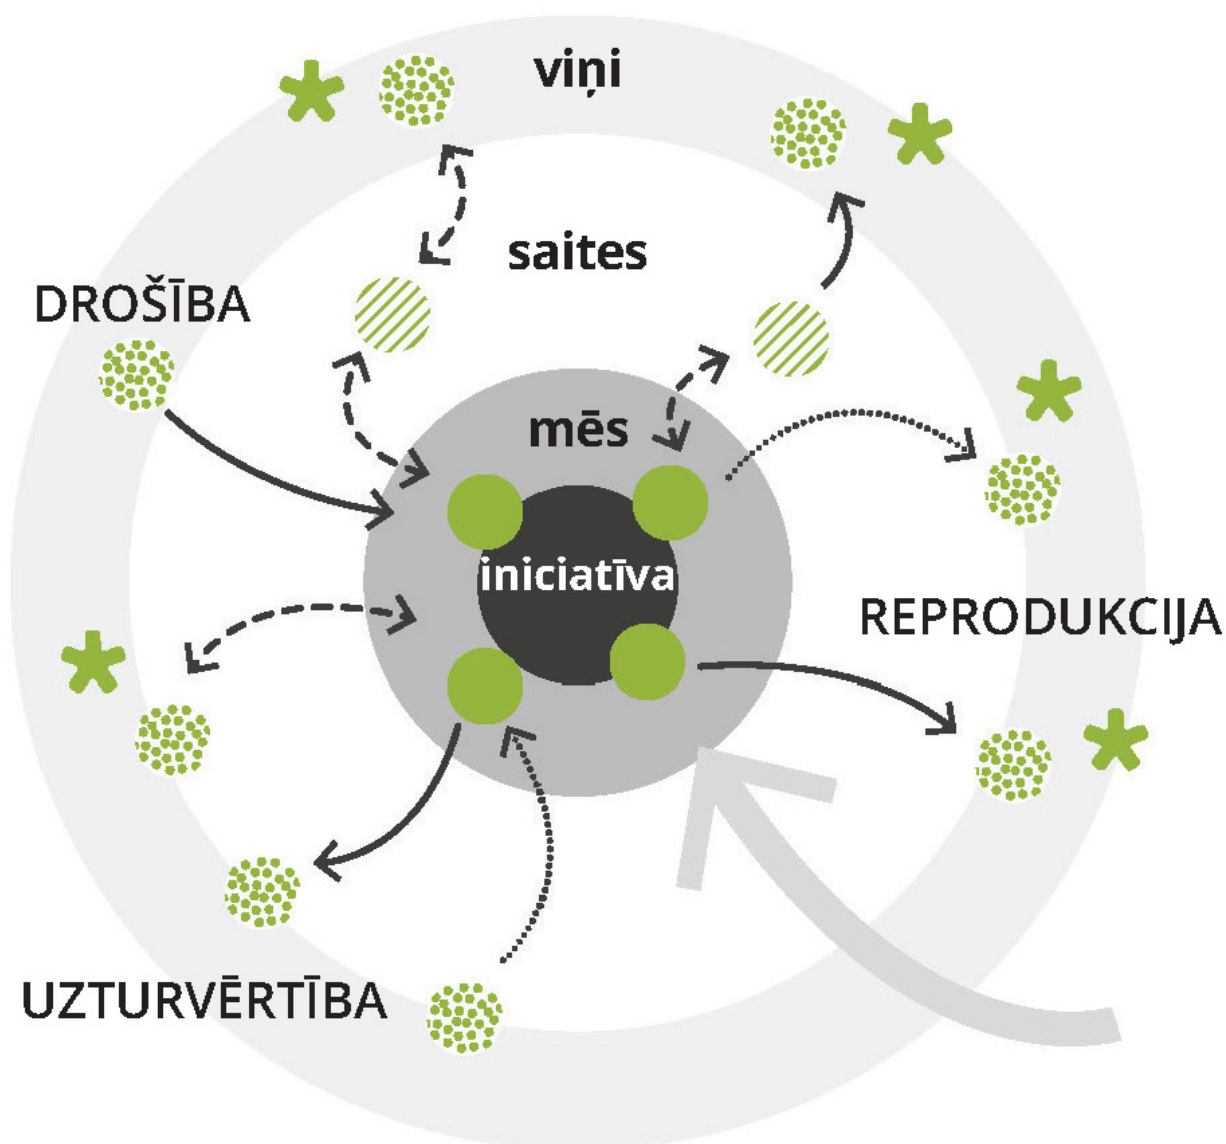 viņi
saites
DROŠĪBA
mēs
iniciatīva
REPRODUKCIJA
UZTURVĒRTĪBA